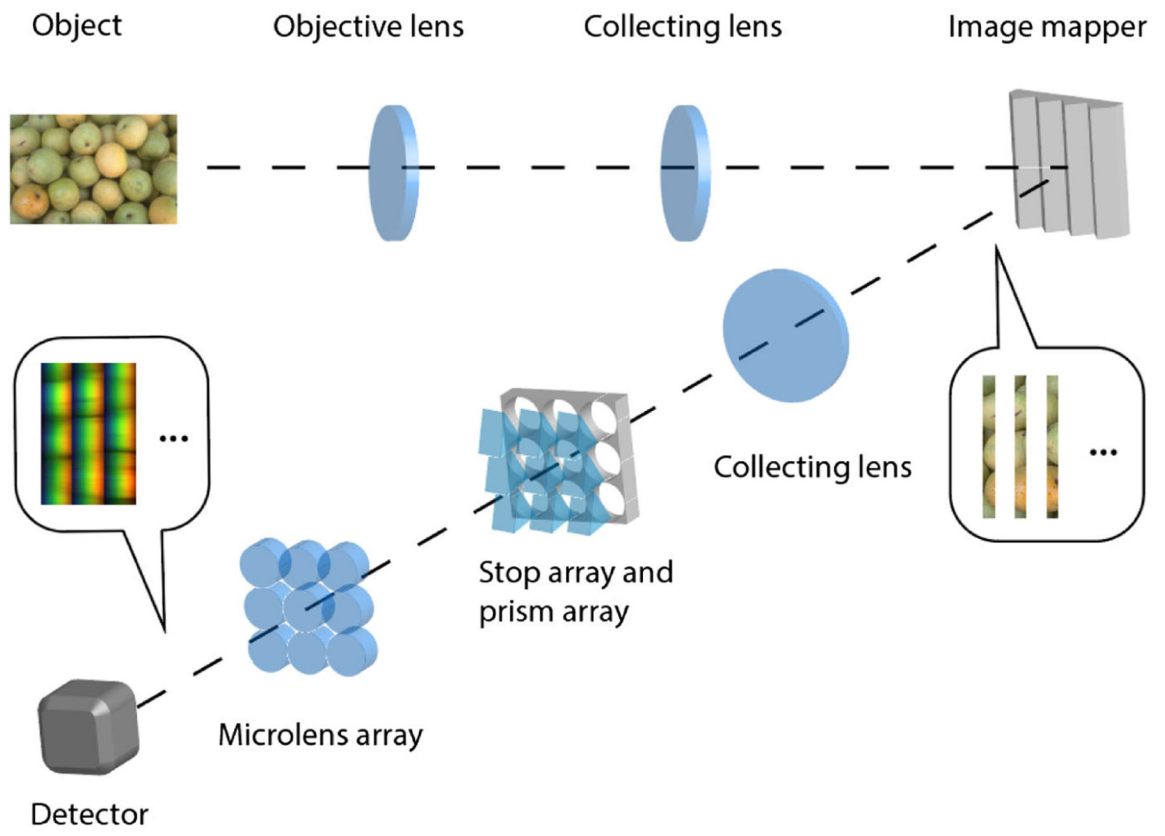 Object
Objective lens
Collecting lens
Image mapper
...
Collecting lens
...
Stop array and
prism array
Microlens array
Detector